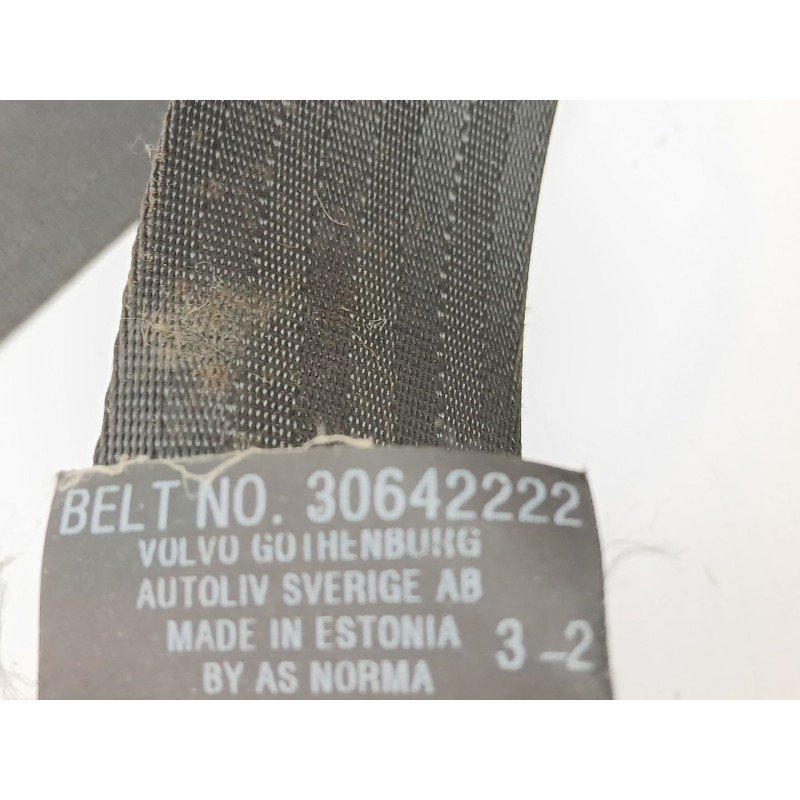 BELT NO. 30642222
VOLVO GOTHENBURG
AUTOLIV SVERIGE AB
MADE IN ESTONIA 3-2
BY AS NORMA